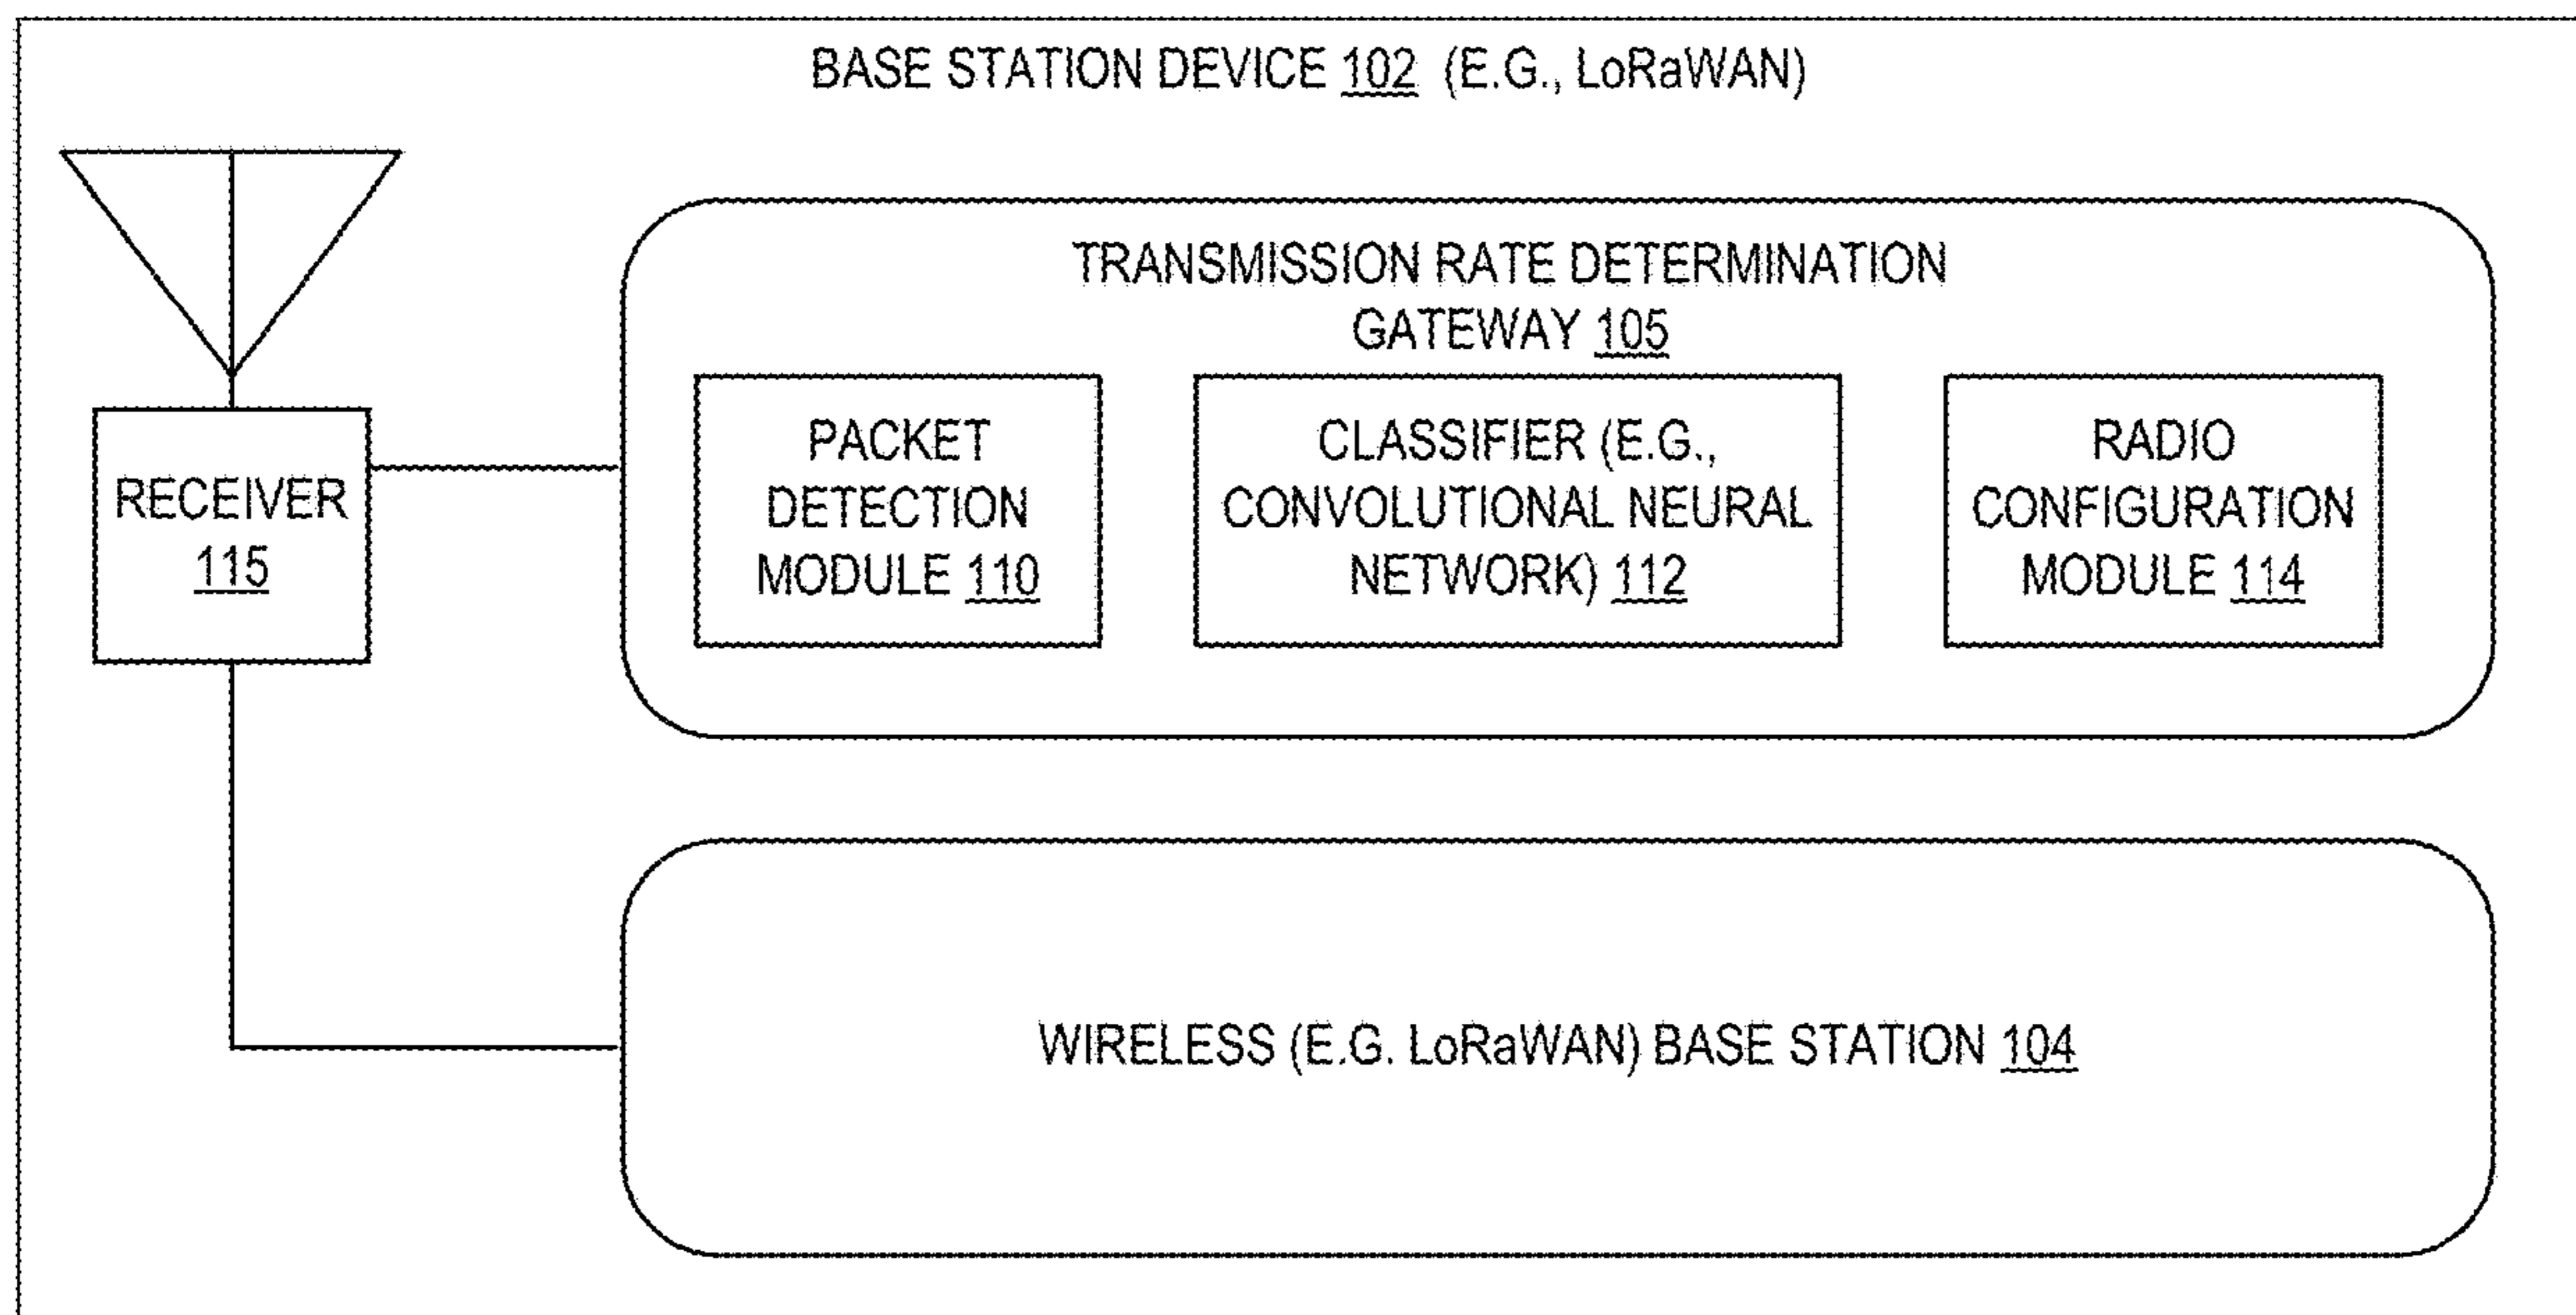 BASE STATION DEVICE 102 (E.G., LoRaWAN)
TRANSMISSION RATE DETERMINATION
GATEWAY 105
RECEIVER
115
PACKET
DETECTION
MODULE 110
CLASSIFIER (E.G.,
CONVOLUTIONAL NEURAL
NETWORK) 112
RADIO
CONFIGURATION
MODULE 114
WIRELESS (E.G. LoRaWAN) BASE STATION 104